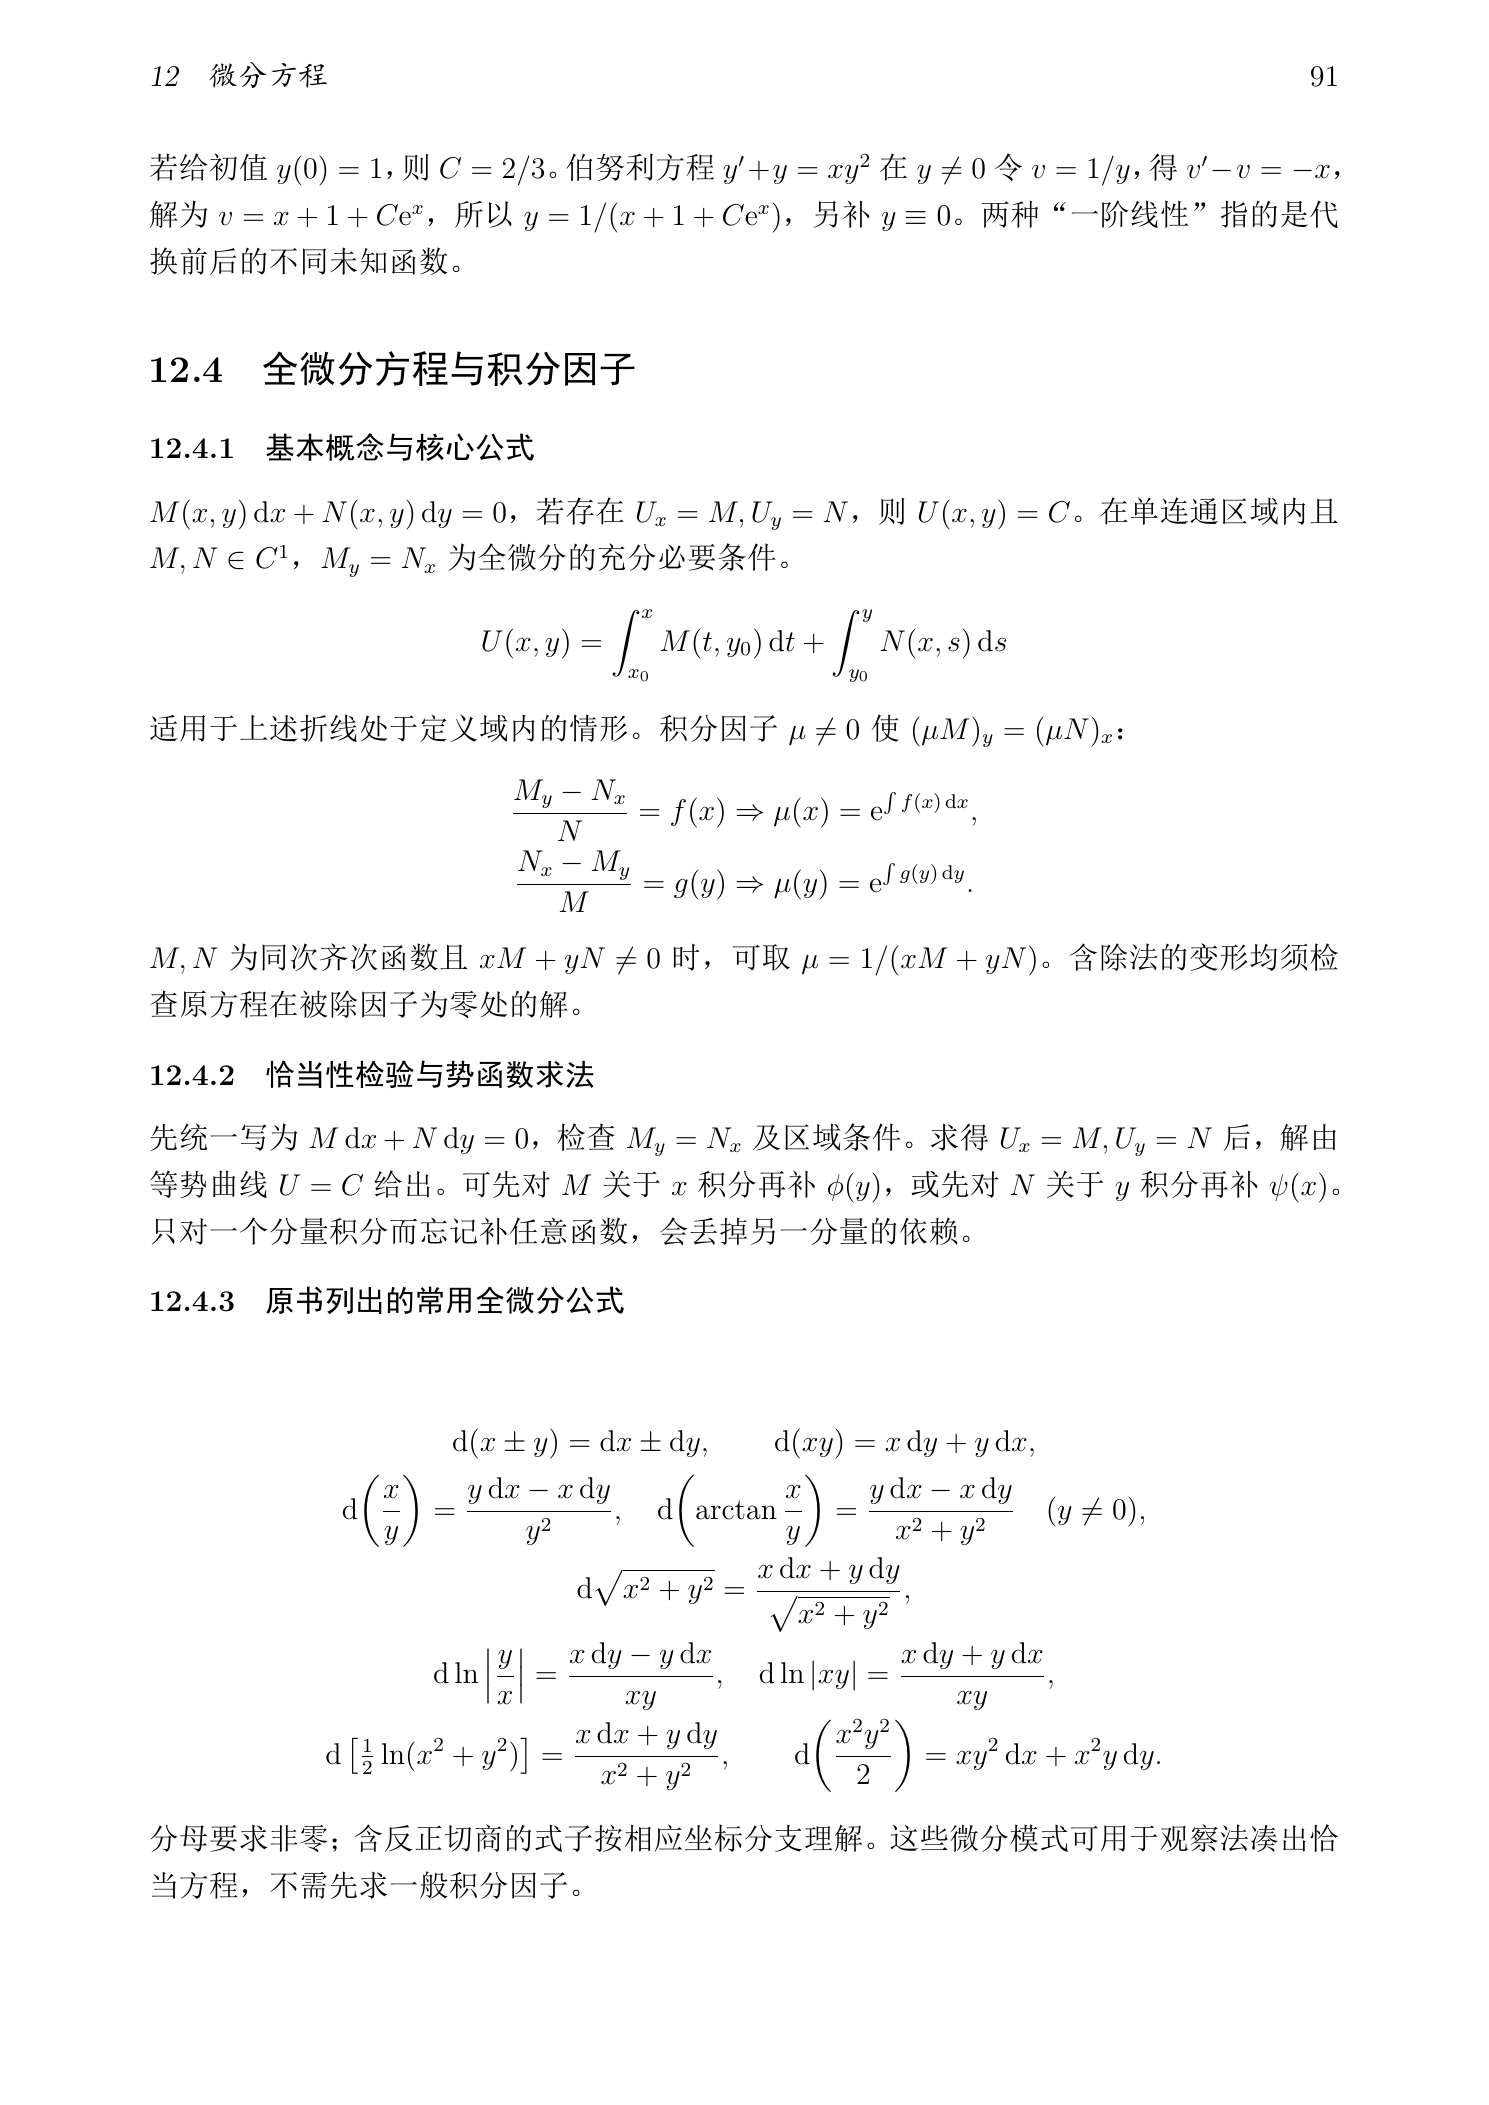 12 微分方程 91
若给初值 y(0) = 1，则 C = 2/3。伯努利方程 y′+y = xy² 在 y ≠ 0 令 v = 1/y，得 v′−v = −x，
解为 v = x + 1 + Ceˣ，所以 y = 1/(x + 1 + Ceˣ)，另补 y ≡ 0。两种“一阶线性”指的是代
换前后的不同未知函数。
12.4 全微分方程与积分因子
12.4.1 基本概念与核心公式
M(x, y) dx + N(x, y) dy = 0，若存在 U_x = M, U_y = N，则 U(x, y) = C。在单连通区域内且
M, N ∈ C¹，M_y = N_x 为全微分的充分必要条件。
U(x, y) = ∫_{x_0}^{x} M(t, y_0) dt + ∫_{y_0}^{y} N(x, s) ds
适用于上述折线处于定义域内的情形。积分因子 μ ≠ 0 使 (μM)_y = (μN)_x：
\frac{M_y − N_x}{N} = f(x) ⇒ μ(x) = e^{∫ f(x) dx},
\frac{N_x − M_y}{M} = g(y) ⇒ μ(y) = e^{∫ g(y) dy}.
M, N 为同次齐次函数且 xM + yN ≠ 0 时，可取 μ = 1/(xM + yN)。含除法的变形均须检
查原方程在被除因子为零处的解。
12.4.2 恰当性检验与势函数求法
先统一写为 M dx + N dy = 0，检查 M_y = N_x 及区域条件。求得 U_x = M, U_y = N 后，解由
等势曲线 U = C 给出。可先对 M 关于 x 积分再补 ϕ(y)，或先对 N 关于 y 积分再补 ψ(x)。
只对一个分量积分而忘记补任意函数，会丢掉另一分量的依赖。
12.4.3 原书列出的常用全微分公式
d(x ± y) = dx ± dy, d(xy) = x dy + y dx,
d(\frac{x}{y}) = \frac{y dx − x dy}{y²}, d(arctan \frac{x}{y}) = \frac{y dx − x dy}{x² + y²} (y ≠ 0),
d\sqrt{x² + y²} = \frac{x dx + y dy}{\sqrt{x² + y²}},
d ln |\frac{y}{x}| = \frac{x dy − y dx}{xy}, d ln |xy| = \frac{x dy + y dx}{xy},
d [\frac{1}{2} ln(x² + y²)] = \frac{x dx + y dy}{x² + y²}, d(\frac{x²y²}{2}) = xy² dx + x²y dy.
分母要求非零；含反正切商的式子按相应坐标分支理解。这些微分模式可用于观察法凑出恰
当方程，不需先求一般积分因子。